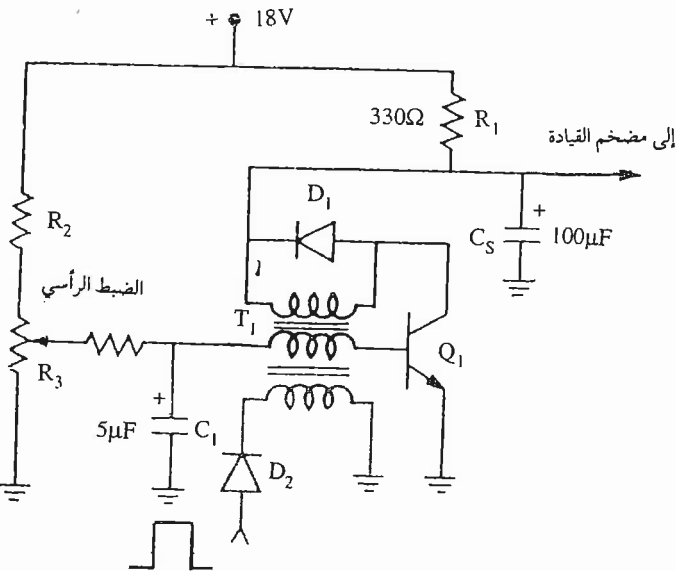 + 18V
330Ω R1
إلى مضخم القيادة
D1
R2
CS + 100μF
الضبط الرأسي
T1
Q1
R3
+
5μF C1
D2